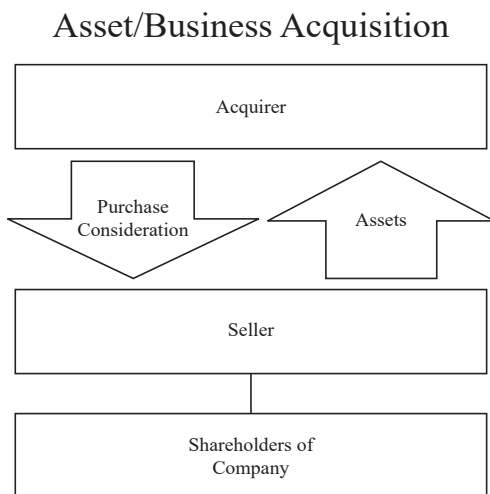 Asset/Business Acquisition
Acquirer
Purchase
Consideration
Assets
Seller
Shareholders of
Company